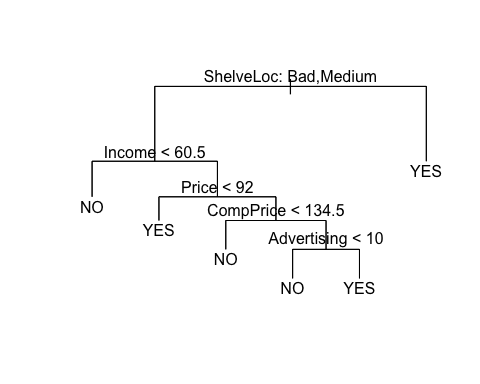 ShelveLoc: Bad,Medium
Income < 60.5
YES
Price < 92
NO
CompPrice < 134.5
YES
Advertising < 10
NO
NO
YES